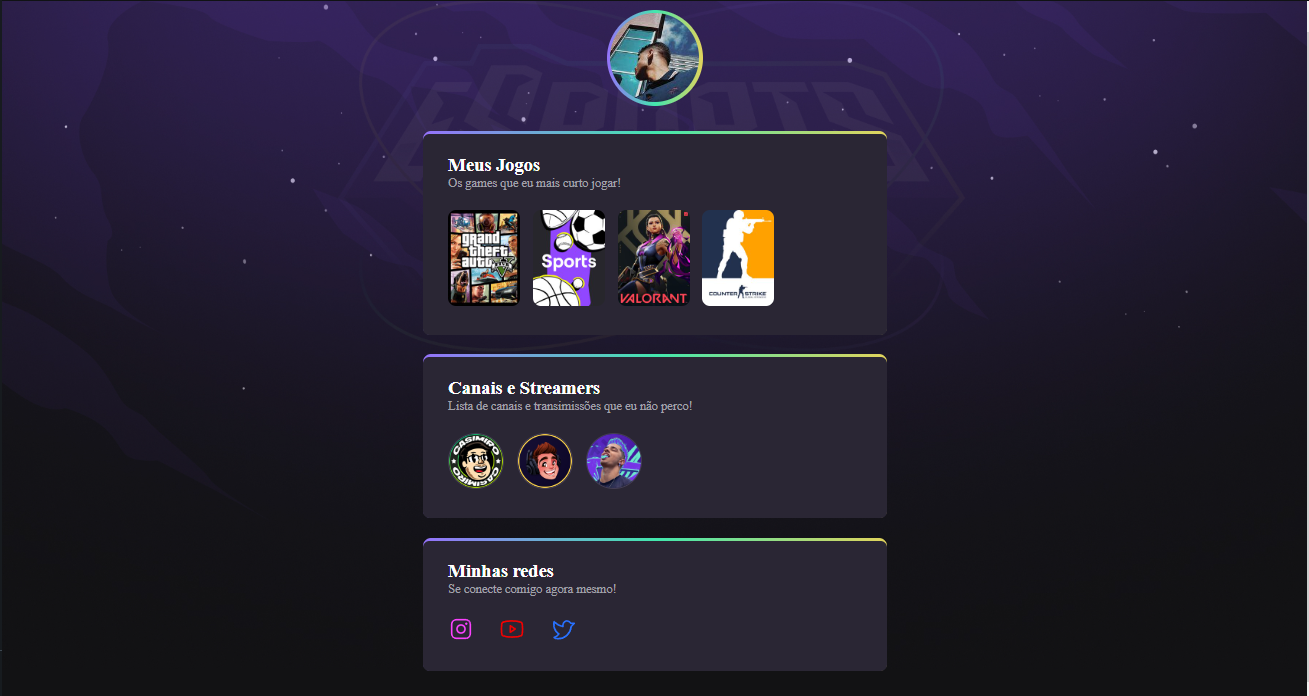 ESPORTS
Meus Jogos
Os games que eu mais curto jogar!
grand
theft
auto
V
Sports
VALORANT
COUNTER STRIKE
Canais e Streamers
Lista de canais e transimissões que eu não perco!
CASIMIRO
CASIMIRO
Minhas redes
Se conecte comigo agora mesmo!